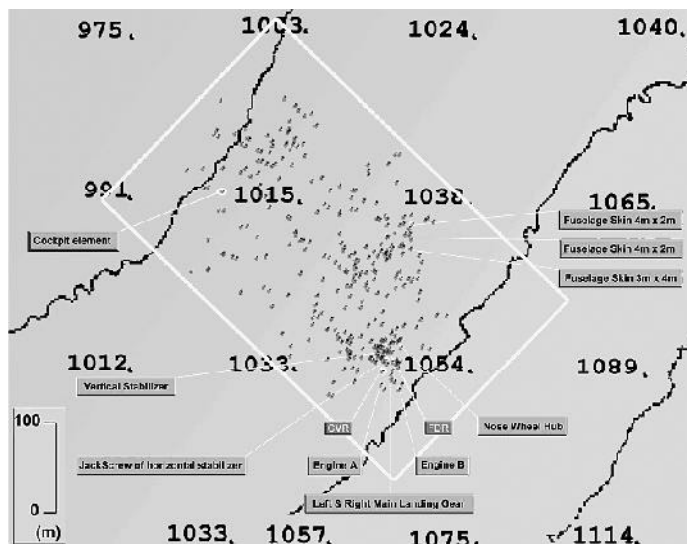 975
1003
1024
1040
991
1015
1038
1065
Fuselage Skin 4m x 2m
Cockpit element
Fuselage Skin 4m x 2m
Fuselage Skin 3m x 4m
1012
1033
1054
1089
Vertical Stabilizer
100
CVR
FDR
Nose Wheel Hub
JackScrew of horizontal stabilizer
Engine A
Engine B
Left & Right Main Landing Gear
0
(m)
1033
1057
1075
1114